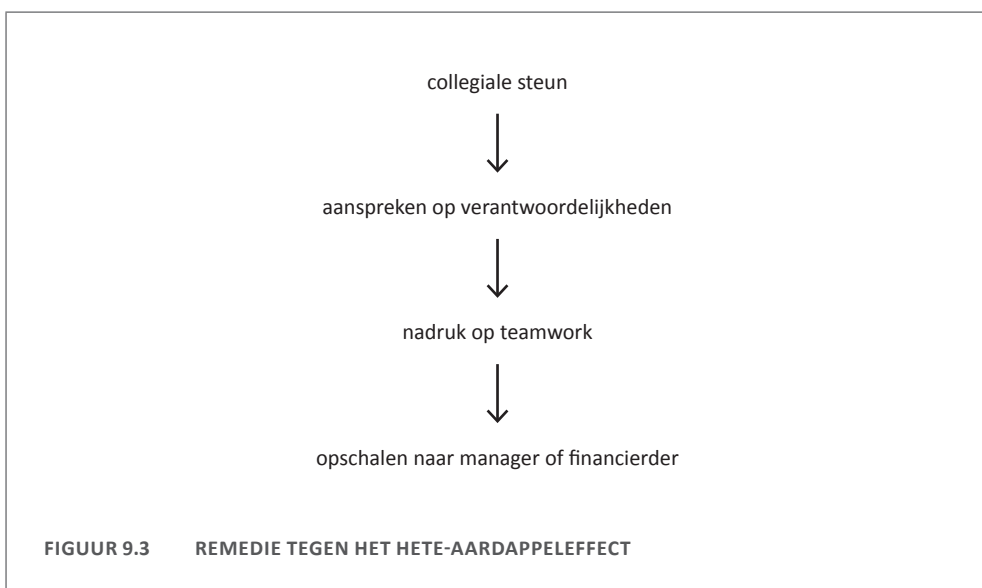 collegiale steun
aanspreken op verantwoordelijkheden
nadruk op teamwork
opschalen naar manager of financierder
FIGUUR 9.3 REMEDIE TEGEN HET HETE-AARDAPPELEFFECT